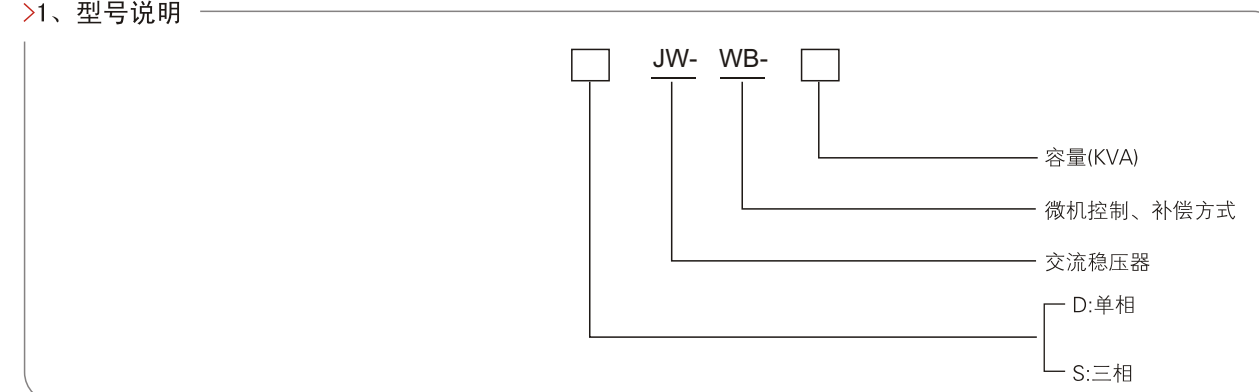 >1、型号说明
JW- WB-
容量(KVA)
微机控制、补偿方式
交流稳压器
D:单相
S:三相